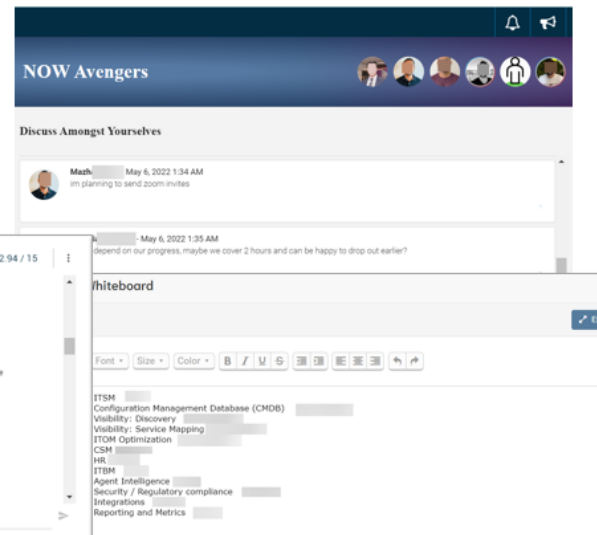 NOW Avengers
Discuss Amongst Yourselves
Mazh May 6, 2022 1:34 AM
im planning to send zoom invites
- May 6, 2022 1:35 AM
depend on our progress, maybe we cover 2 hours and can be happy to drop out earlier?
2.94 / 15
Whiteboard
Font Size Color B I U S
ITSM
Configuration Management Database (CMDB)
Visibility: Discovery
Visibility: Service Mapping
ITOM Optimization
CSM
HR
ITBM
Agent Intelligence
Security / Regulatory compliance
Integrations
Reporting and Metrics